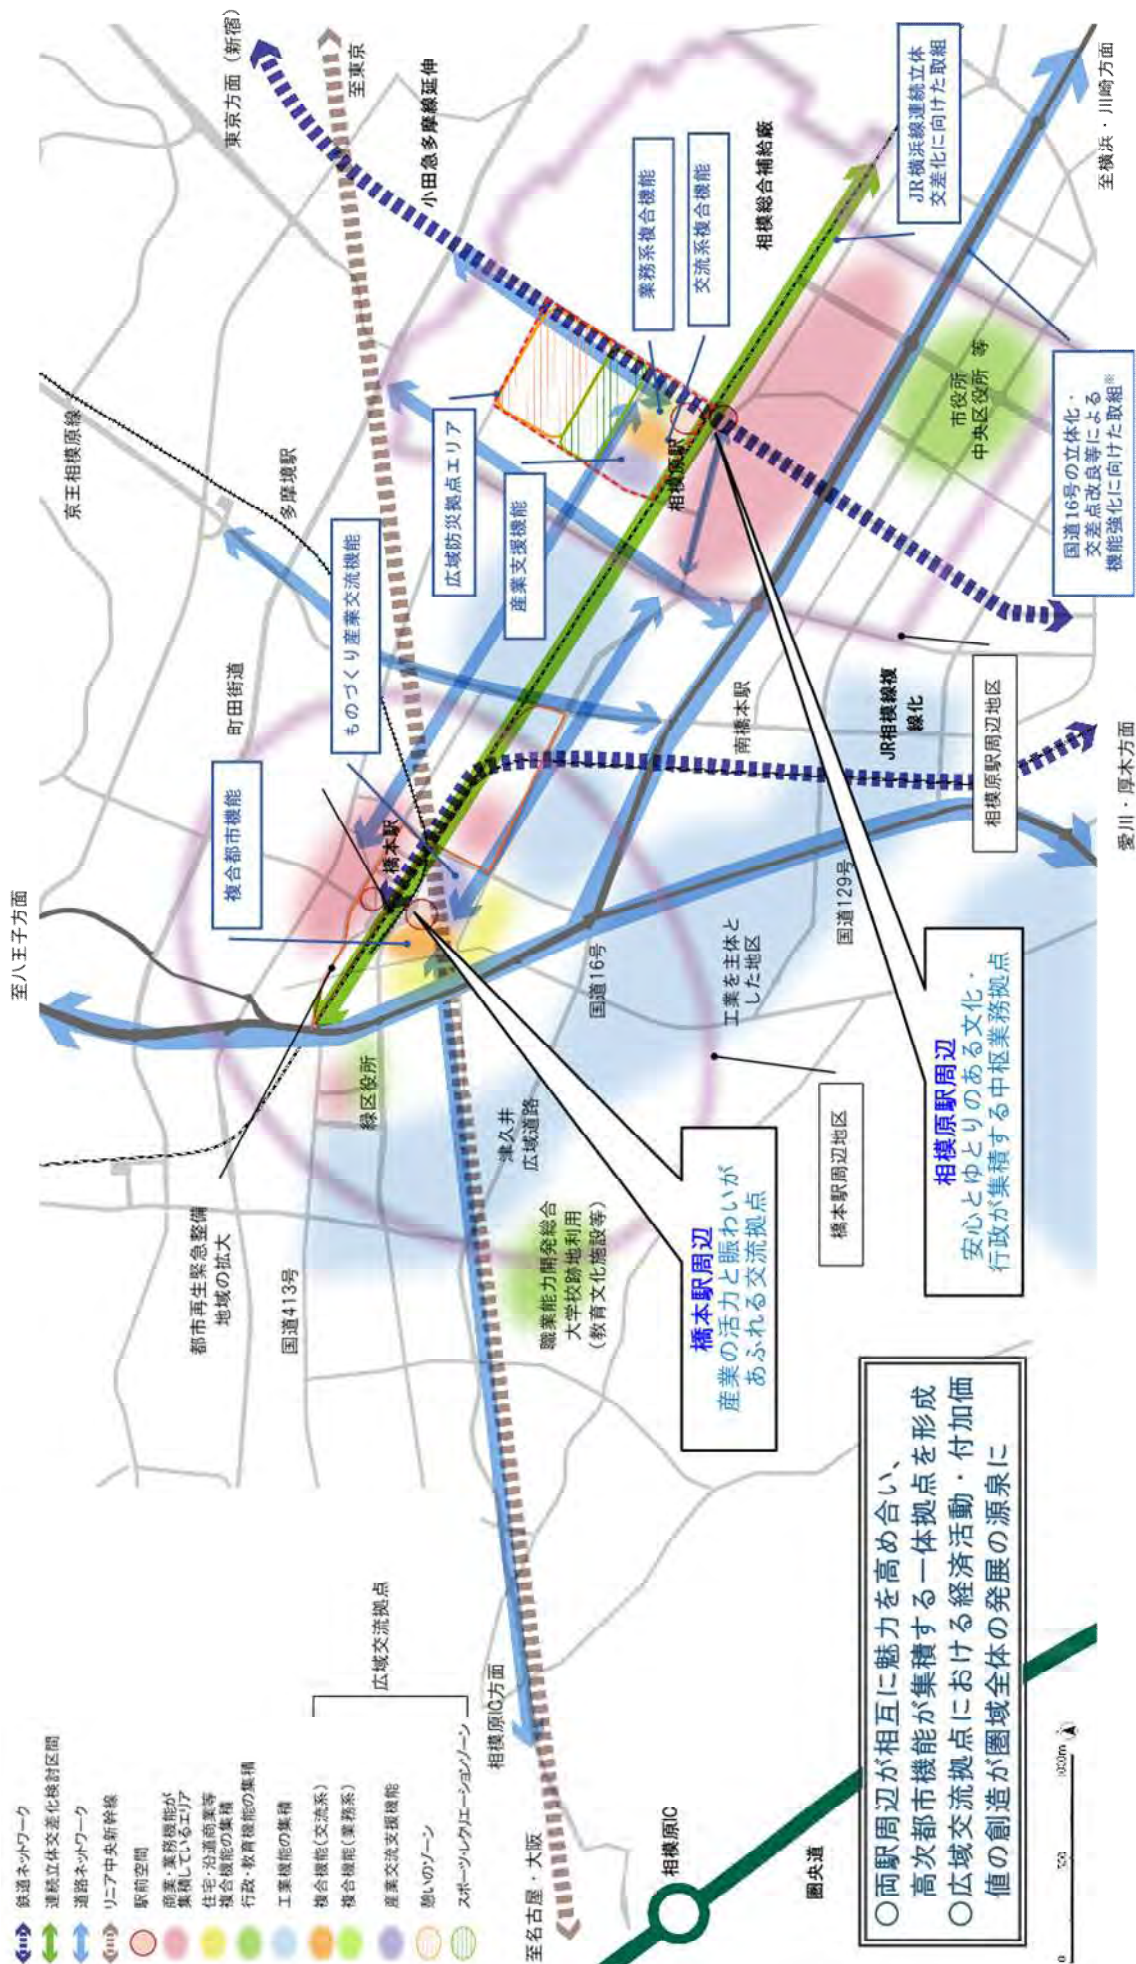 鉄道ネットワーク
連続立体交差化検討区間
道路ネットワーク
リニア中央新幹線
駅前空間
商業・業務機能が
集積しているエリア
住宅・沿道商業等
複合機能の集積
行政・教育機能の集積
工業機能の集積
複合機能(交流系)
複合機能(業務系)
産業交流支援機能
憩いのゾーン
スポーツ・レクリエーションゾーン
広域交流拠点
至八王子方面
町田街道
京王相模原線
多摩境駅
東京方面（新宿）
至東京
小田急多摩線延伸
都市再生緊急整備
地域の拡大
国道413号
緑区役所
複合都市機能
ものづくり産業交流機能
橋本駅
広域防災拠点エリア
産業支援機能
業務系複合機能
交流系複合機能
相模原駅
相模総合補給廠
JR横浜線連続立体
交差化に向けた取組
津久井
広域道路
職業能力開発総合
大学校跡地利用
（教育文化施設等）
国道16号
工業を主体と
した地区
国道129号
南橋本駅
JR相模線複
線化
市役所
中央区役所 等
国道16号の立体化・
交差点改良等による
機能強化に向けた取組※
至横浜・川崎方面
相模原駅周辺地区
愛川・厚木方面
橋本駅周辺地区
橋本駅周辺
産業の活力と賑わいが
あふれる交流拠点
相模原駅周辺
安心とゆとりのある文化・
行政が集積する中枢業務拠点
相模原IC方面
至名古屋・大阪
相模原IC
圏央道
○両駅周辺が相互に魅力を高め合い、
高次都市機能が集積する一体拠点を形成
○広域交流拠点における経済活動・付加価
値の創造が圏域全体の発展の源泉に
0
500
1000m